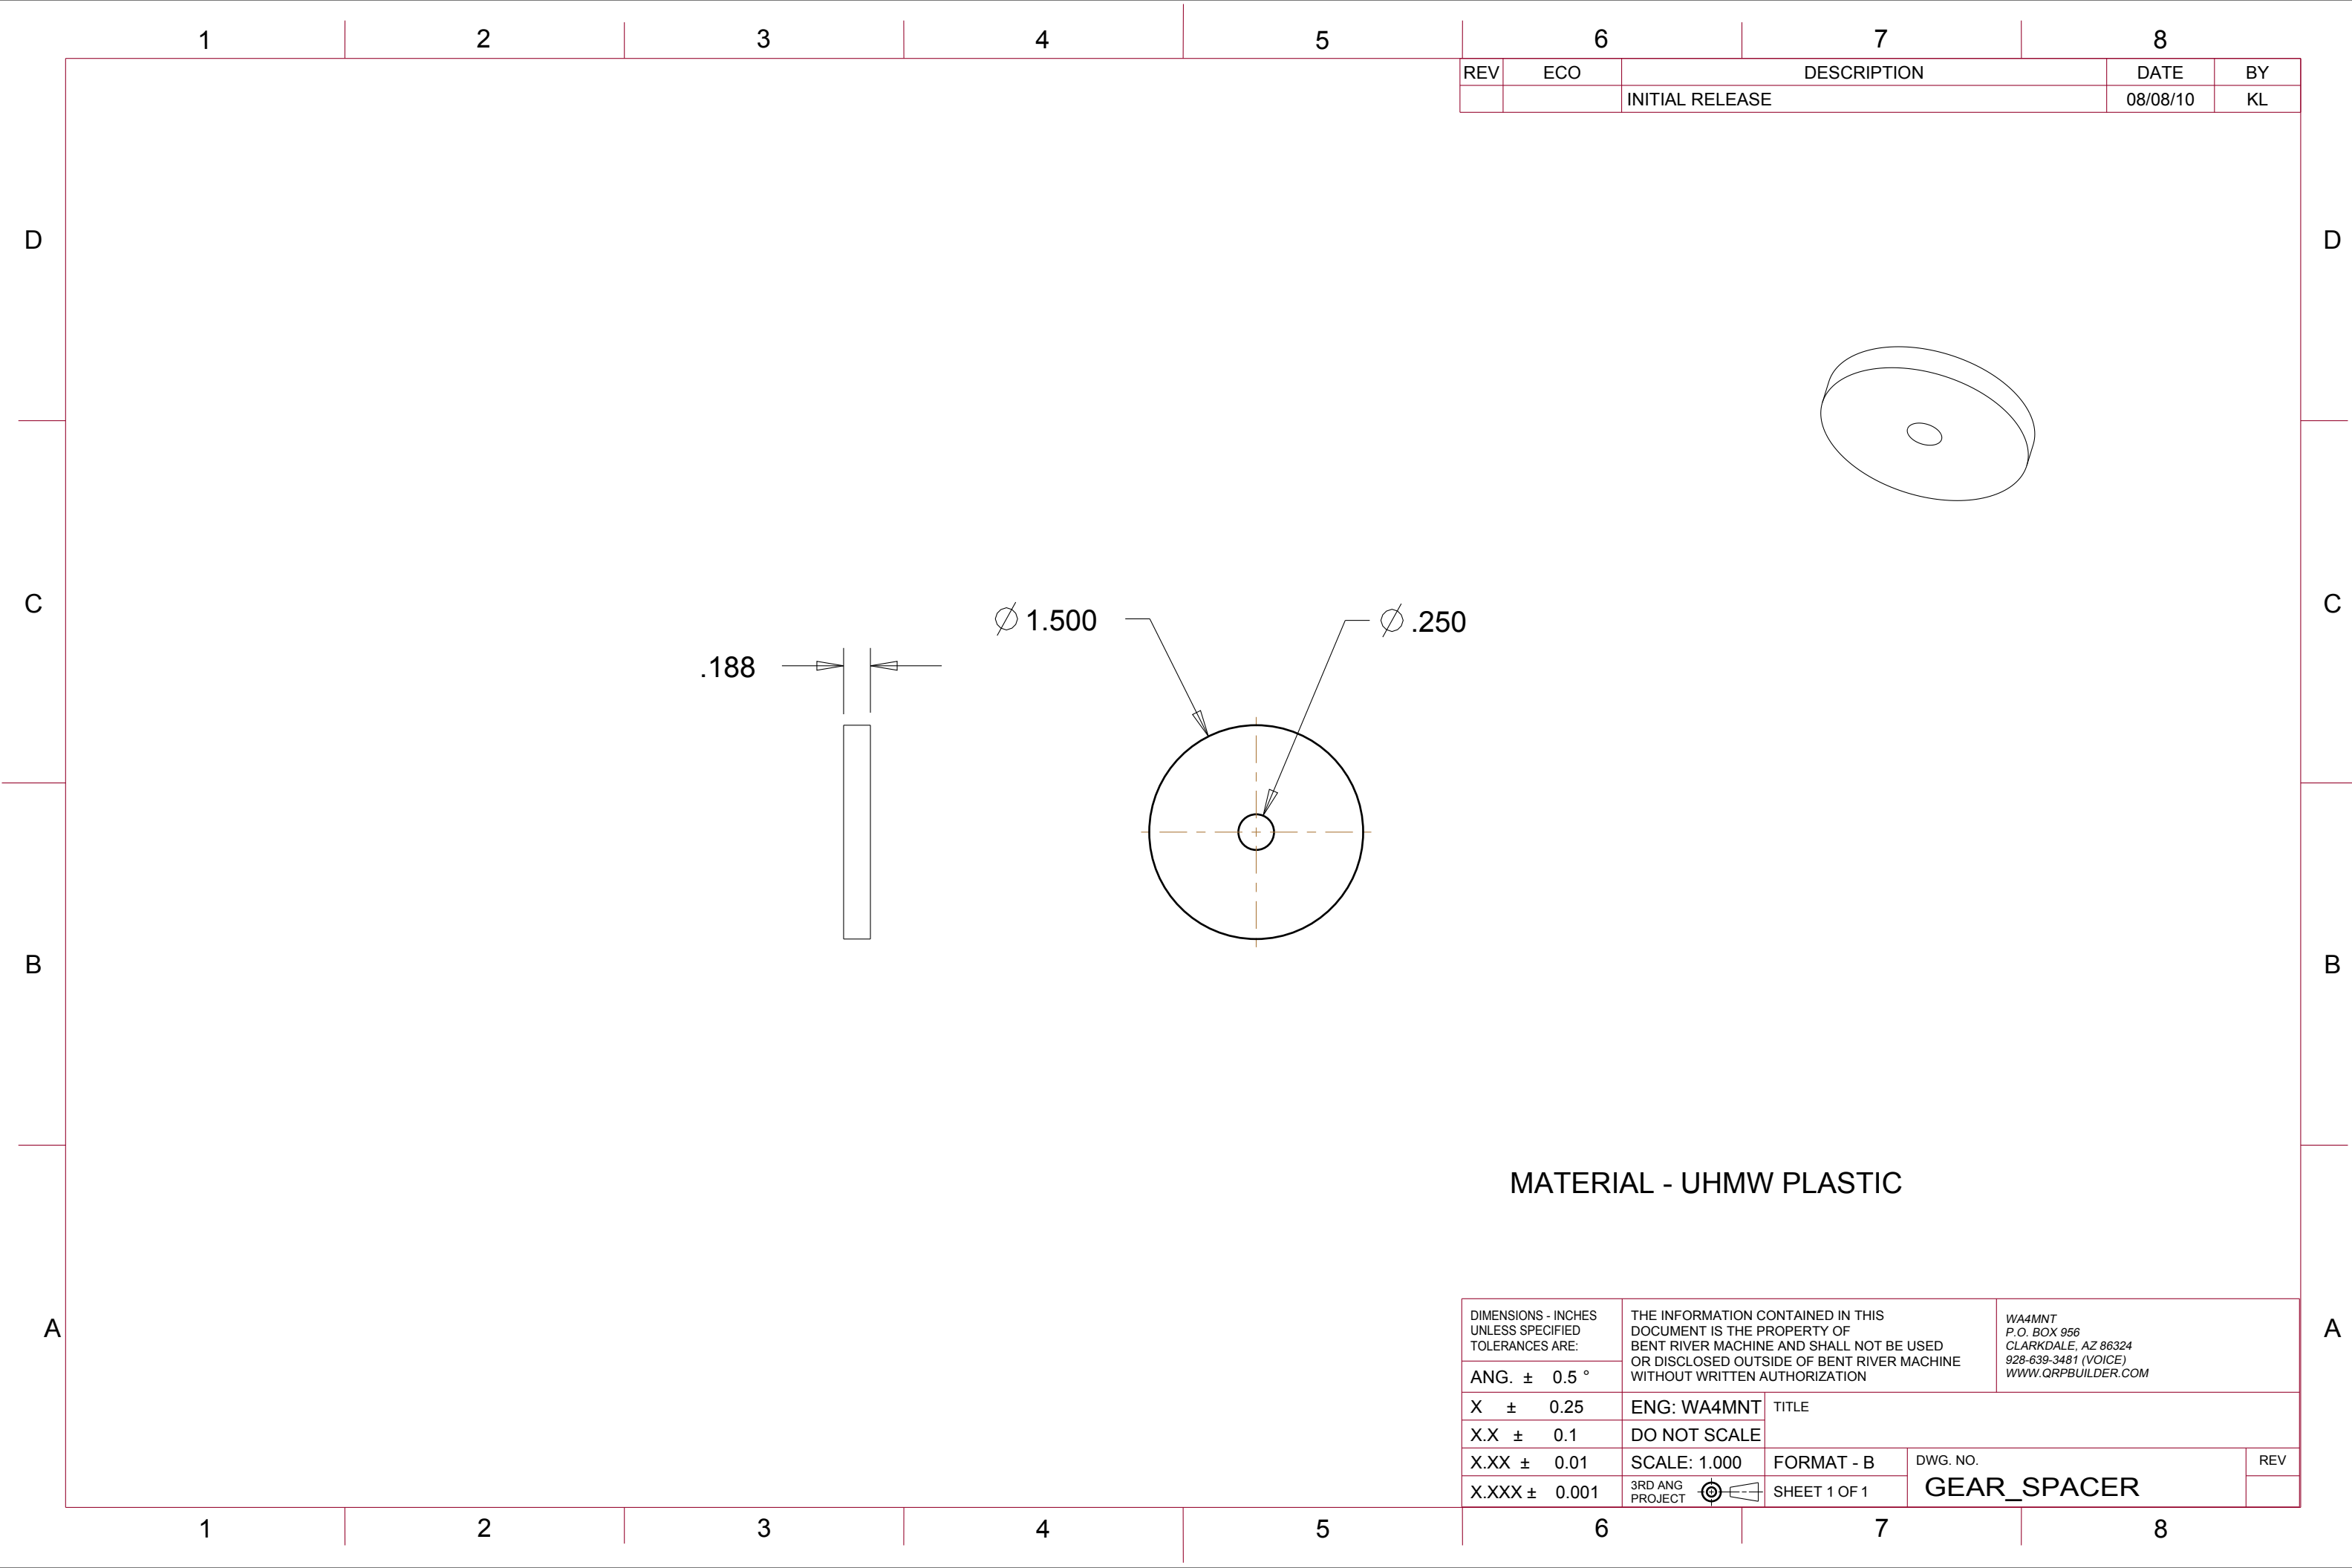 1 2 3 4 5 6 7 8
REV ECO DESCRIPTION DATE BY
INITIAL RELEASE 08/08/10 KL
D D
C C
⌀ 1.500 ⌀ .250
.188
B B
MATERIAL - UHMW PLASTIC
A A
DIMENSIONS - INCHES
UNLESS SPECIFIED
TOLERANCES ARE:
ANG. ± 0.5 °
X ± 0.25
X.X ± 0.1
X.XX ± 0.01
X.XXX ± 0.001
THE INFORMATION CONTAINED IN THIS
DOCUMENT IS THE PROPERTY OF
BENT RIVER MACHINE AND SHALL NOT BE USED
OR DISCLOSED OUTSIDE OF BENT RIVER MACHINE
WITHOUT WRITTEN AUTHORIZATION
WA4MNT
P.O. BOX 956
CLARKDALE, AZ 86324
928-639-3481 (VOICE)
WWW.QRPBUILDER.COM
ENG: WA4MNT
DO NOT SCALE
SCALE: 1.000
3RD ANG
PROJECT
TITLE
FORMAT - B
SHEET 1 OF 1
DWG. NO.
GEAR_SPACER
REV
1 2 3 4 5 6 7 8